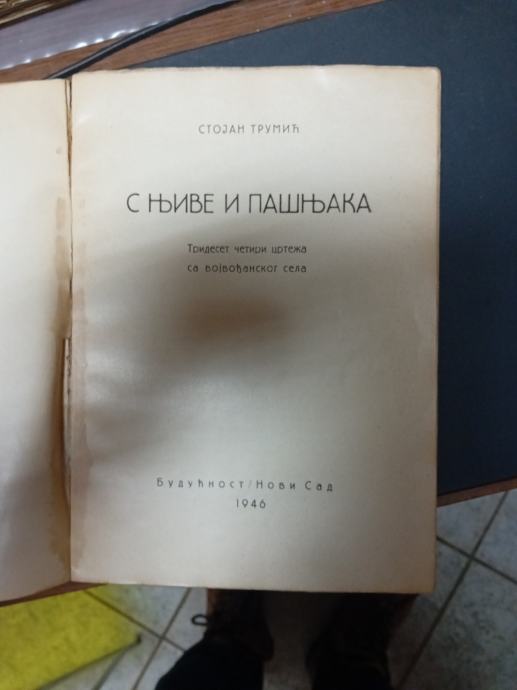 СТОЈАН ТРУМИЋ
С ЊИВЕ И ПАШЊАКА
Тридесет четири цртежа
са војвођанског села
Будућност/Нови Сад
1946